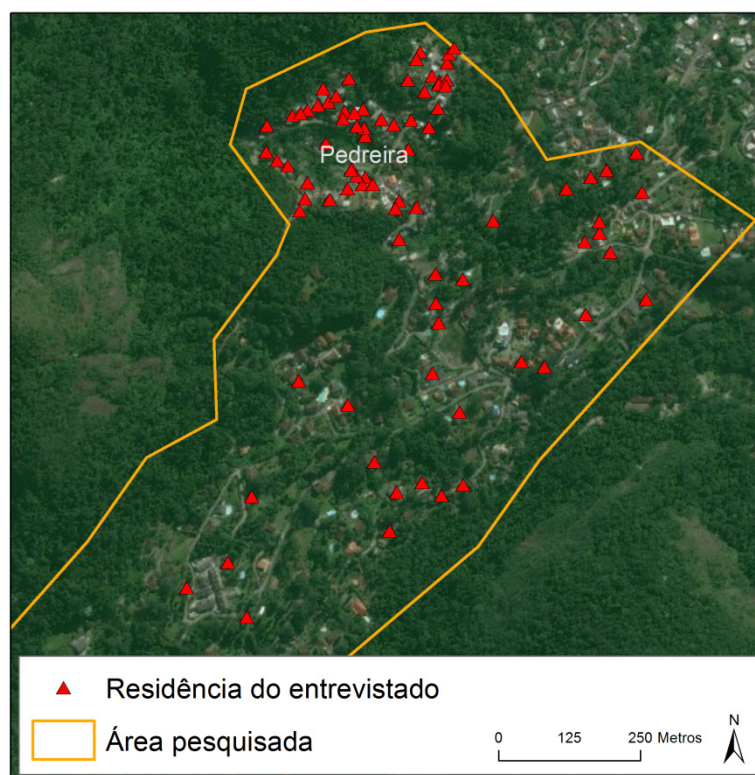 Pedreira
Residência do entrevistado
Área pesquisada
0 125 250 Metros
N